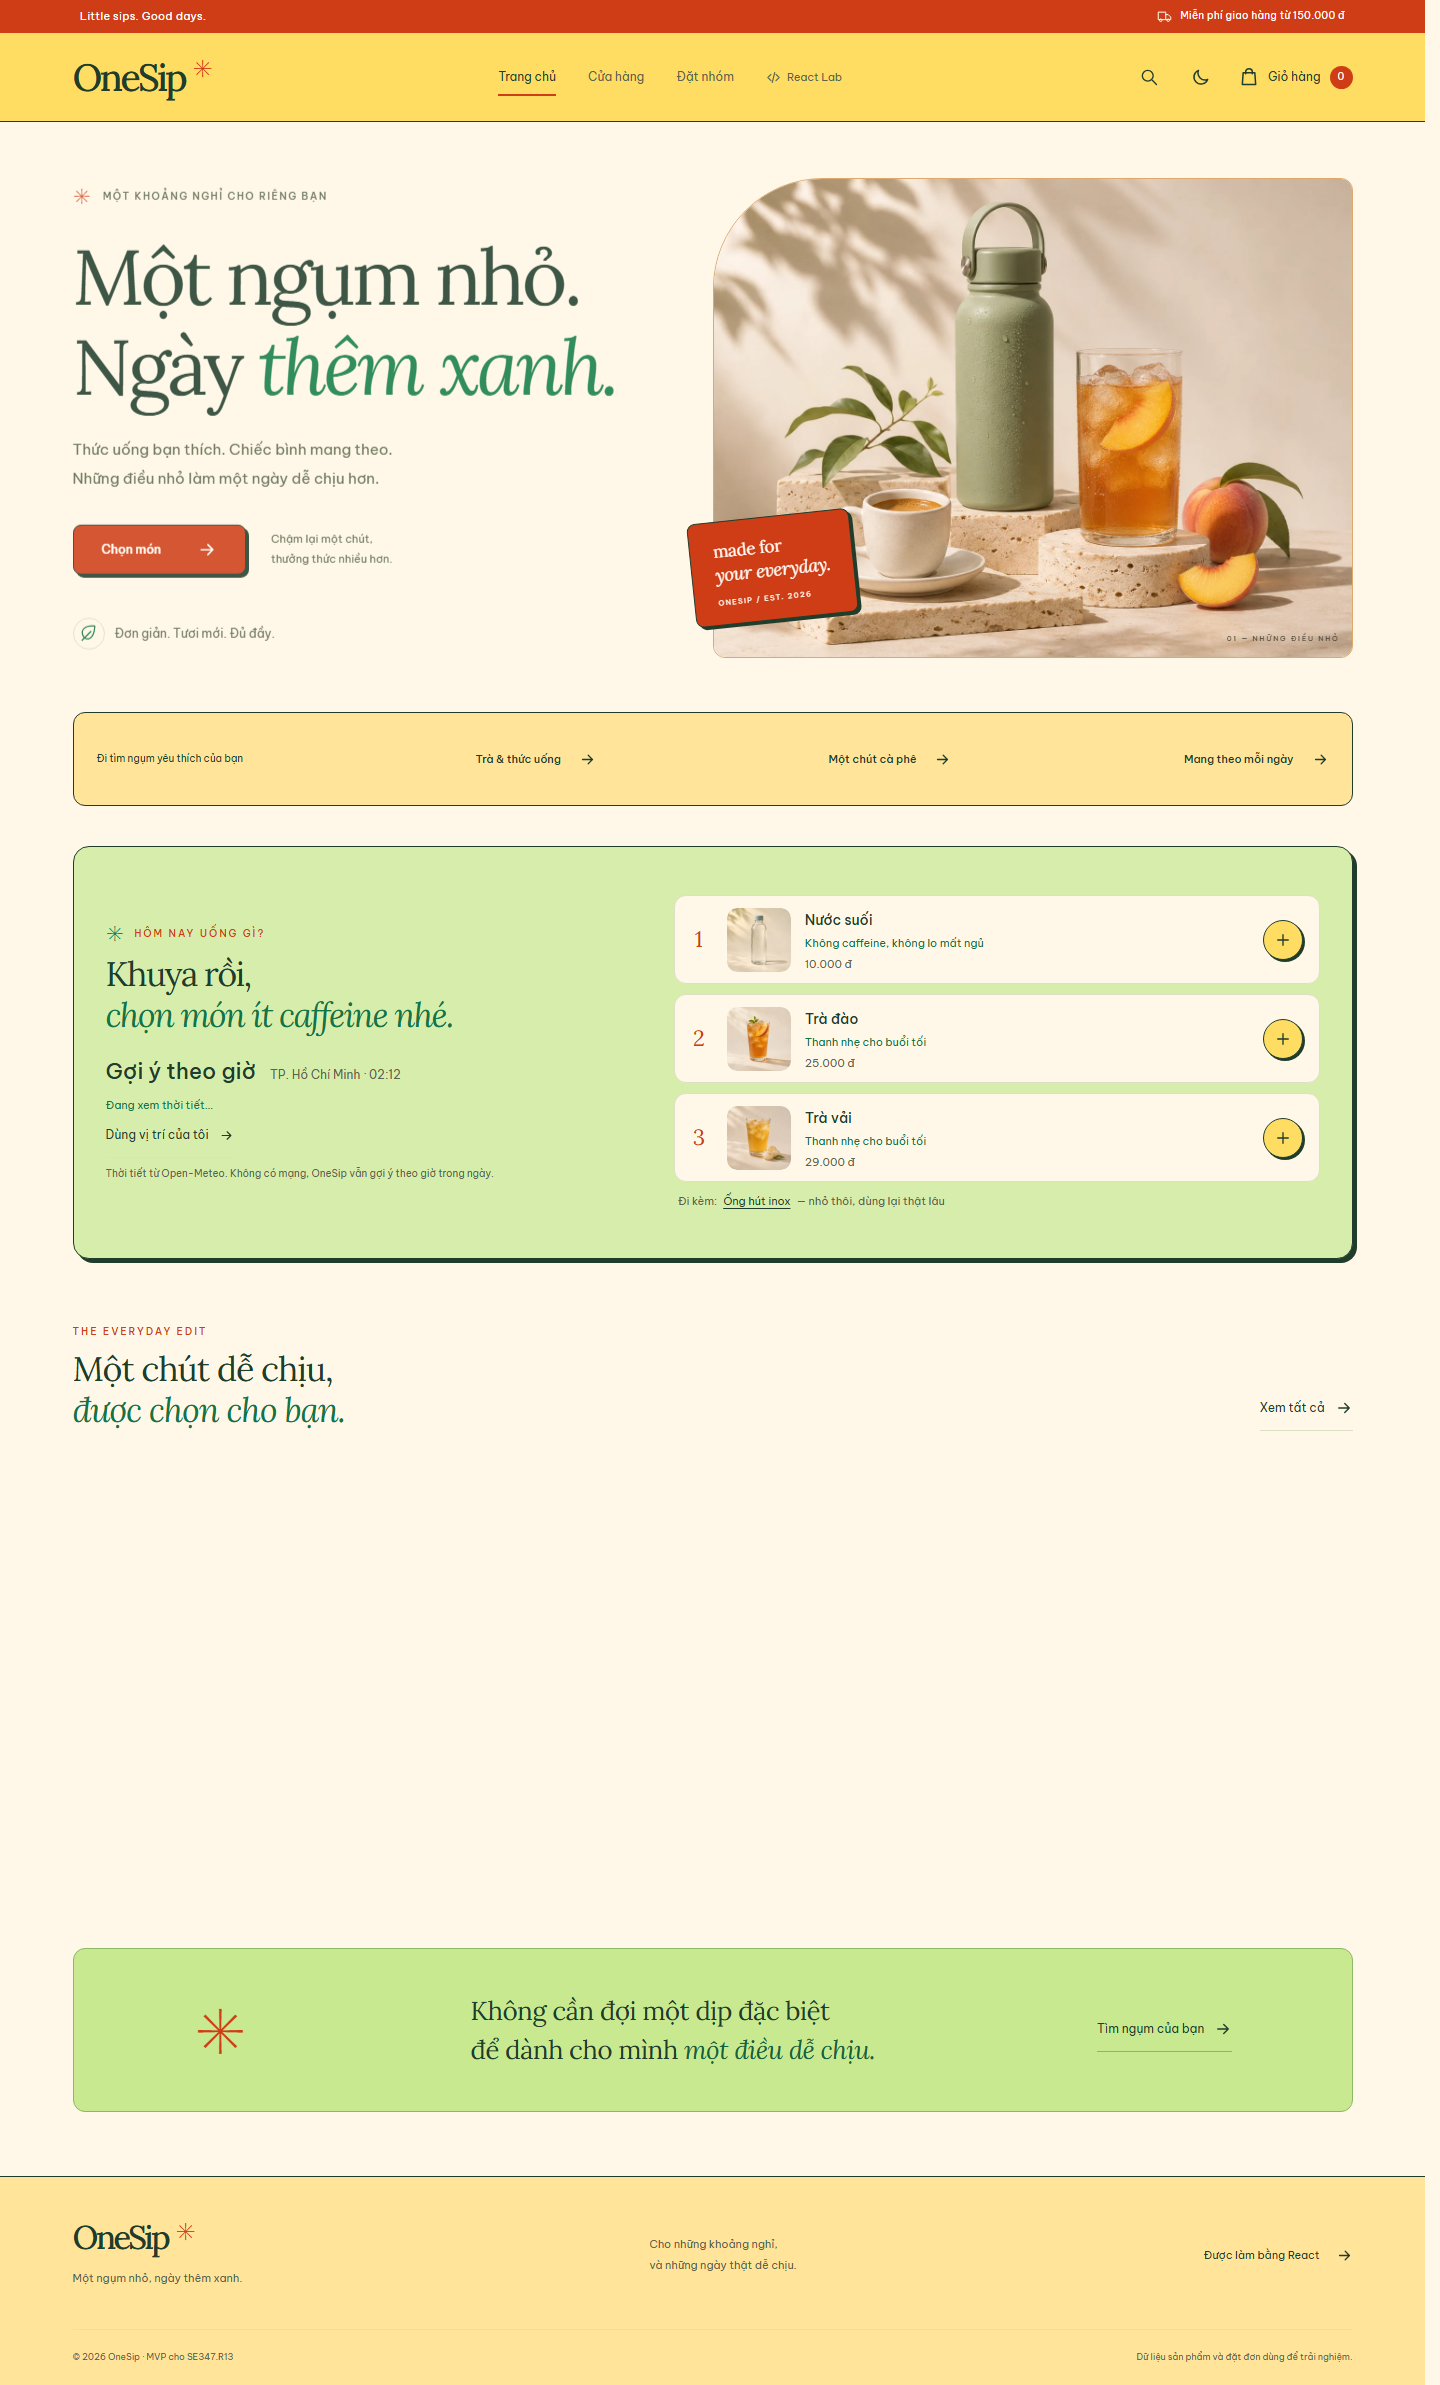 Little sips. Good days.
Miễn phí giao hàng từ 150.000 đ
OneSip
Trang chủ
Cửa hàng
Đặt nhóm
React Lab
Giỏ hàng
0
MỘT KHOẢNG NGHỈ CHO RIÊNG BẠN
Một ngụm nhỏ.
Ngày thêm xanh.
Thức uống bạn thích. Chiếc bình mang theo.
Những điều nhỏ làm một ngày dễ chịu hơn.
Chọn món
Chậm lại một chút,
thưởng thức nhiều hơn.
Đơn giản. Tươi mới. Đủ đầy.
made for
your everyday.
ONESIP / EST. 2026
01 — NHỮNG ĐIỀU NHỎ
Đi tìm ngụm yêu thích của bạn
Trà & thức uống
Một chút cà phê
Mang theo mỗi ngày
HÔM NAY UỐNG GÌ?
Khuya rồi,
chọn món ít caffeine nhé.
Gợi ý theo giờ
TP. Hồ Chí Minh · 02:12
Đang xem thời tiết...
Dùng vị trí của tôi
Thời tiết từ Open-Meteo. Không có mạng, OneSip vẫn gợi ý theo giờ trong ngày.
1
Nước suối
Không caffeine, không lo mất ngủ
10.000 đ
2
Trà đào
Thanh nhẹ cho buổi tối
25.000 đ
3
Trà vải
Thanh nhẹ cho buổi tối
29.000 đ
Đi kèm: Ống hút inox — nhỏ thôi, dùng lại thật lâu
THE EVERYDAY EDIT
Một chút dễ chịu,
được chọn cho bạn.
Xem tất cả
Không cần đợi một dịp đặc biệt
để dành cho mình một điều dễ chịu.
Tìm ngụm của bạn
OneSip
Một ngụm nhỏ, ngày thêm xanh.
Cho những khoảng nghỉ,
và những ngày thật dễ chịu.
Được làm bằng React
© 2026 OneSip · MVP cho SE347.R13
Dữ liệu sản phẩm và đặt đơn dùng để trải nghiệm.